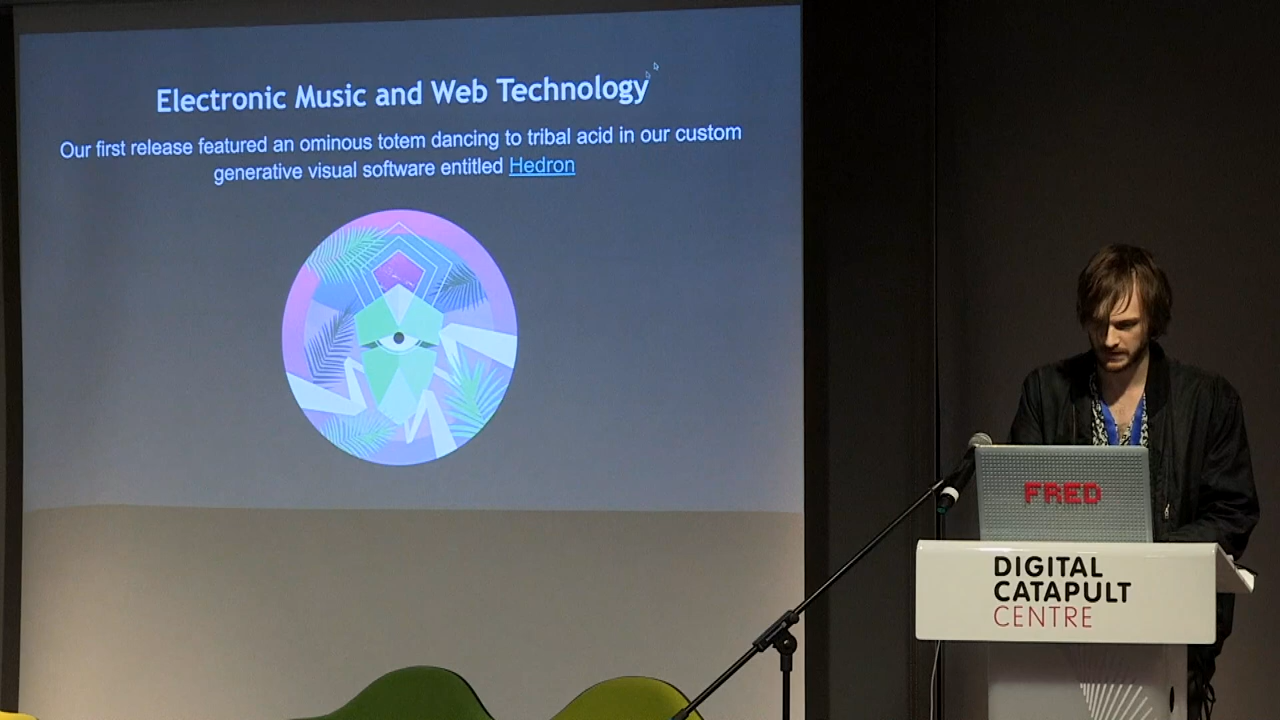 Electronic Music and Web Technology
Our first release featured an ominous totem dancing to tribal acid in our custom
generative visual software entitled Hedron
FRED
DIGITAL
CATAPULT
CENTRE